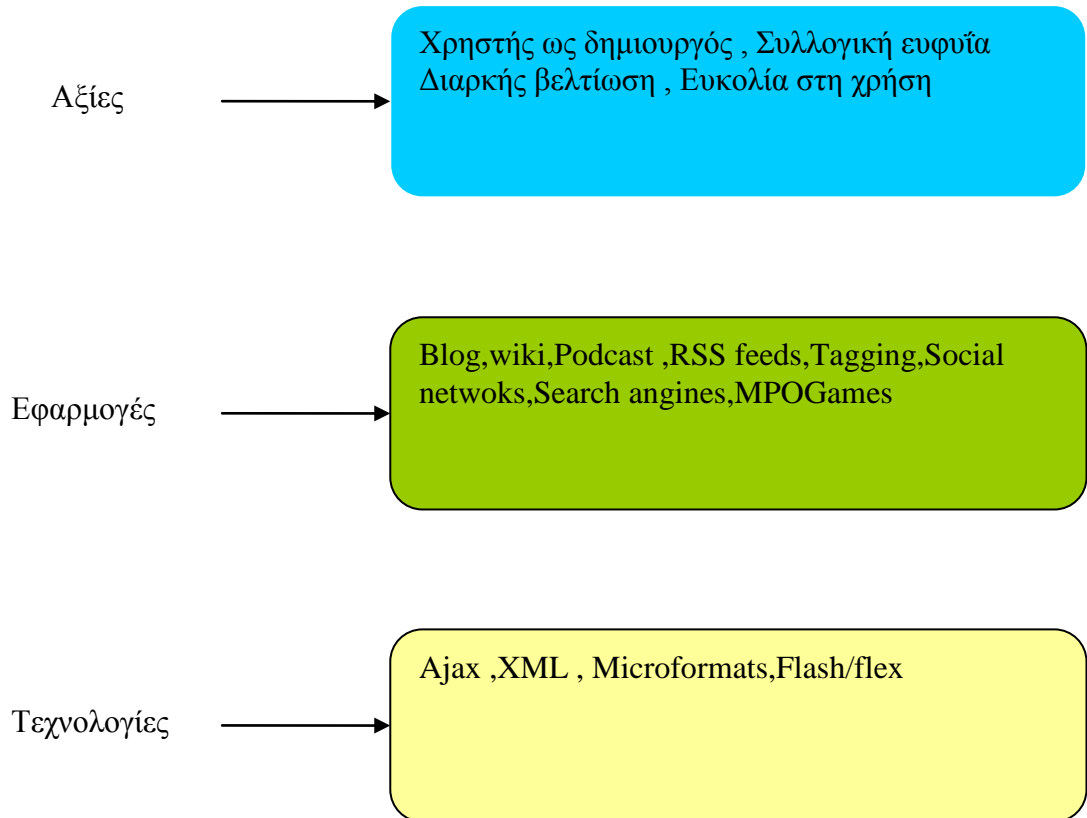 Χρηστής ως δημιουργός , Συλλογική ευφυΐα
Διαρκής βελτίωση , Ευκολία στη χρήση
Αξίες
Blog,wiki,Podcast ,RSS feeds,Tagging,Social
netwoks,Search angines,MPOGames
Εφαρμογές
Ajax ,XML , Microformats,Flash/flex
Τεχνολογίες